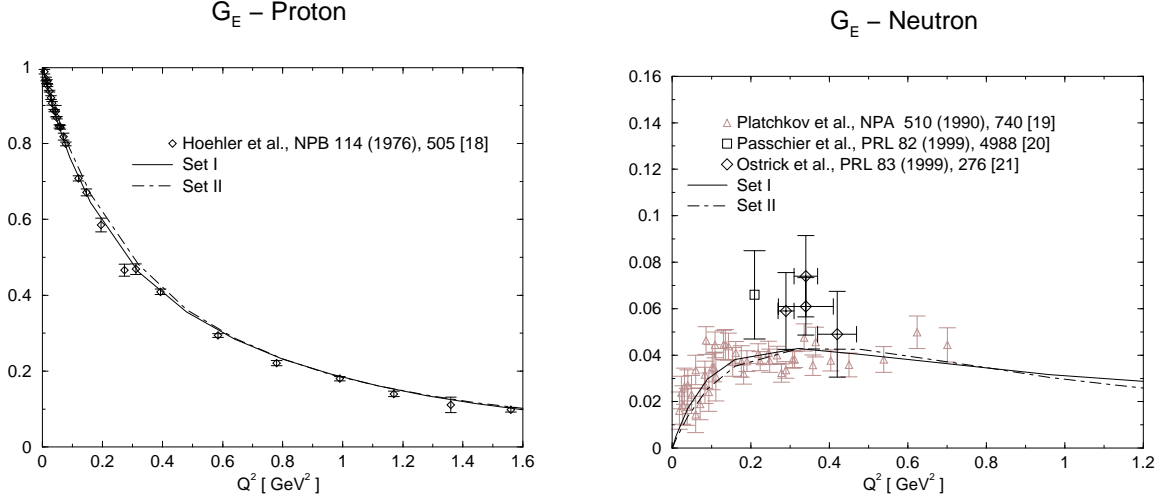 G_E – Proton
1
0.8
0.6
0.4
0.2
0
0 0.2 0.4 0.6 0.8 1 1.2 1.4 1.6
Q² [ GeV² ]
Hoehler et al., NPB 114 (1976), 505 [18]
Set I
Set II
G_E – Neutron
0.16
0.14
0.12
0.1
0.08
0.06
0.04
0.02
0
0 0.2 0.4 0.6 0.8 1 1.2
Q² [ GeV² ]
Platchkov et al., NPA 510 (1990), 740 [19]
Passchier et al., PRL 82 (1999), 4988 [20]
Ostrick et al., PRL 83 (1999), 276 [21]
Set I
Set II